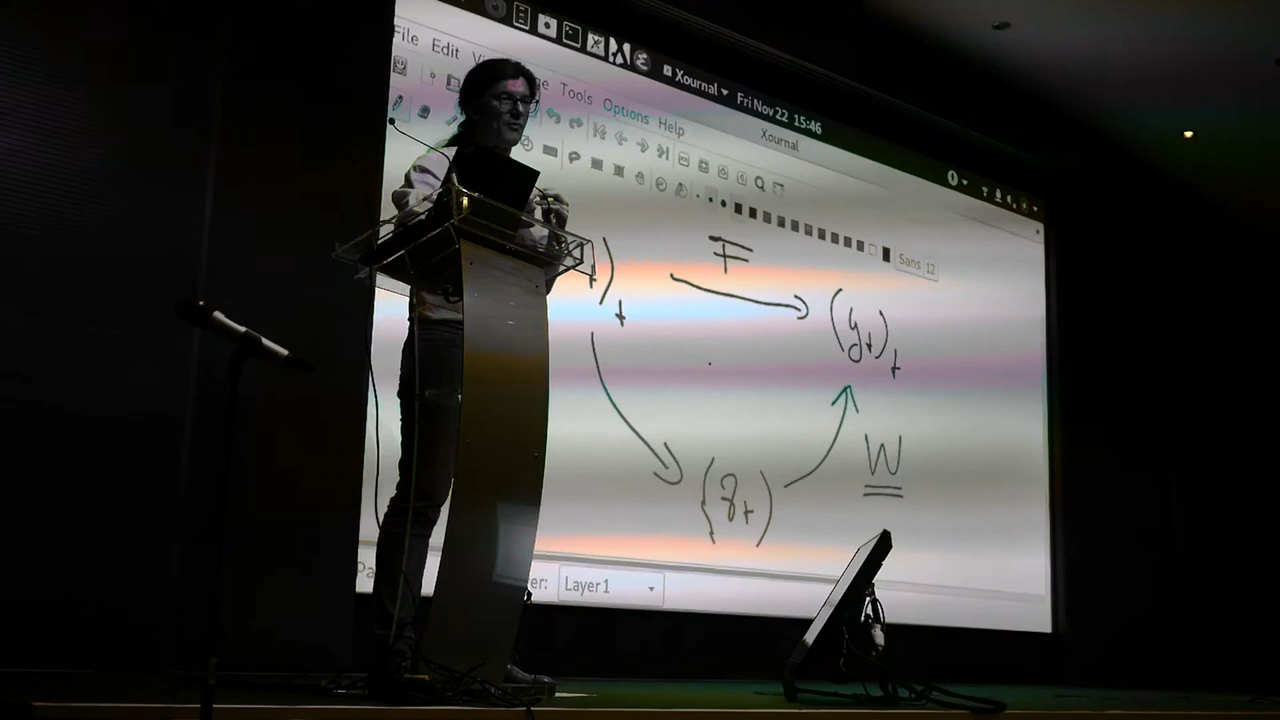 Xournal Fri Nov 22 15:46
Xournal
File Edit
Tools Options Help
Sans 12
F
)t
(yt)t
W
(zt)
Layer 1